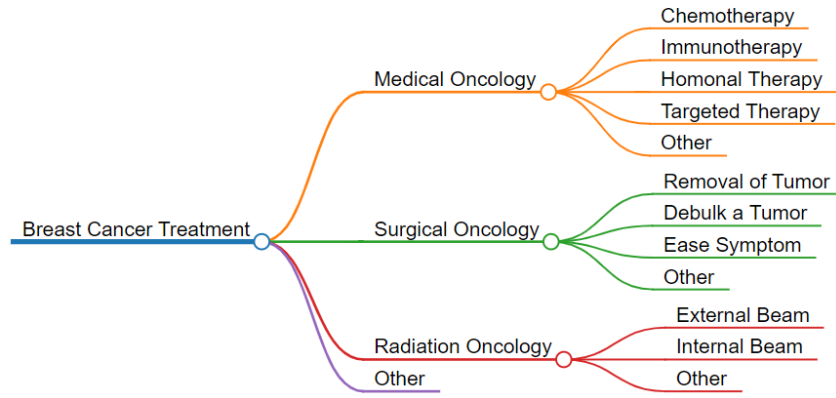 Breast Cancer Treatment
Medical Oncology
Chemotherapy
Immunotherapy
Homonal Therapy
Targeted Therapy
Other
Surgical Oncology
Removal of Tumor
Debulk a Tumor
Ease Symptom
Other
Radiation Oncology
External Beam
Internal Beam
Other
Other